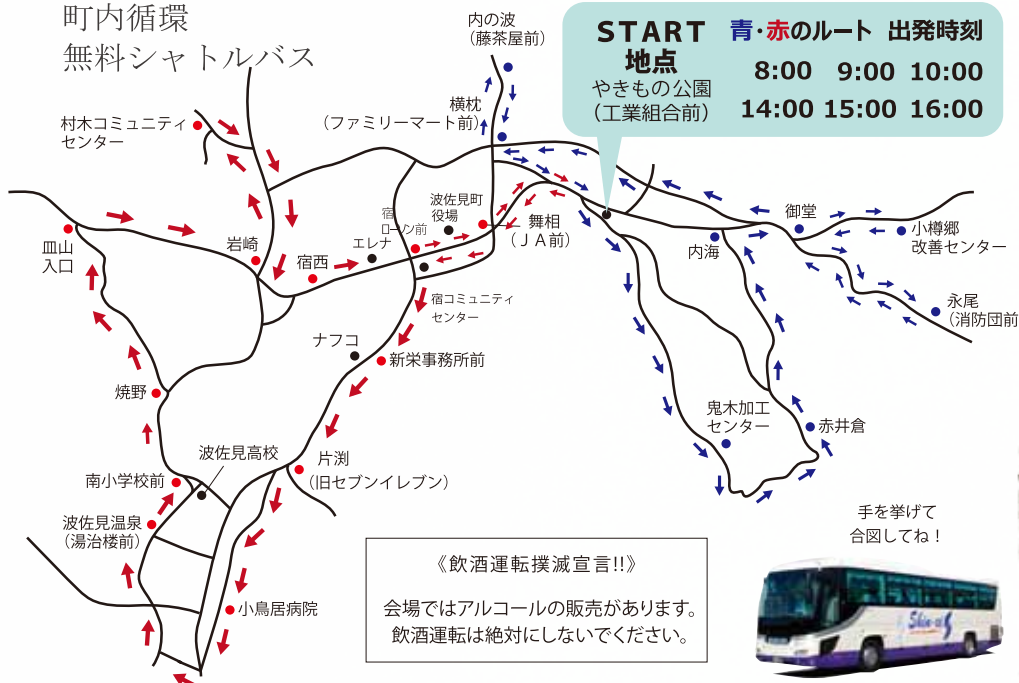 町内循環
無料シャトルバス
内の波
（藤茶屋前）
START
地点
やきもの公園
（工業組合前）
青・赤のルート 出発時刻
8:00 9:00 10:00
14:00 15:00 16:00
横枕
（ファミリーマート前）
村木コミュニティ
センター
皿山
入口
岩崎
宿西
エレナ
宿
ローソン前
波佐見町
役場
舞相
（ＪＡ前）
内海
御堂
小樽郷
改善センター
永尾
（消防団前
宿コミュニティ
センター
ナフコ
新栄事務所前
焼野
鬼木加工
センター
赤井倉
波佐見高校
片渕
（旧セブンイレブン）
南小学校前
波佐見温泉
（湯治楼前）
小鳥居病院
手を挙げて
合図してね！
《飲酒運転撲滅宣言!!》
会場ではアルコールの販売があります。
飲酒運転は絶対にしないでください。